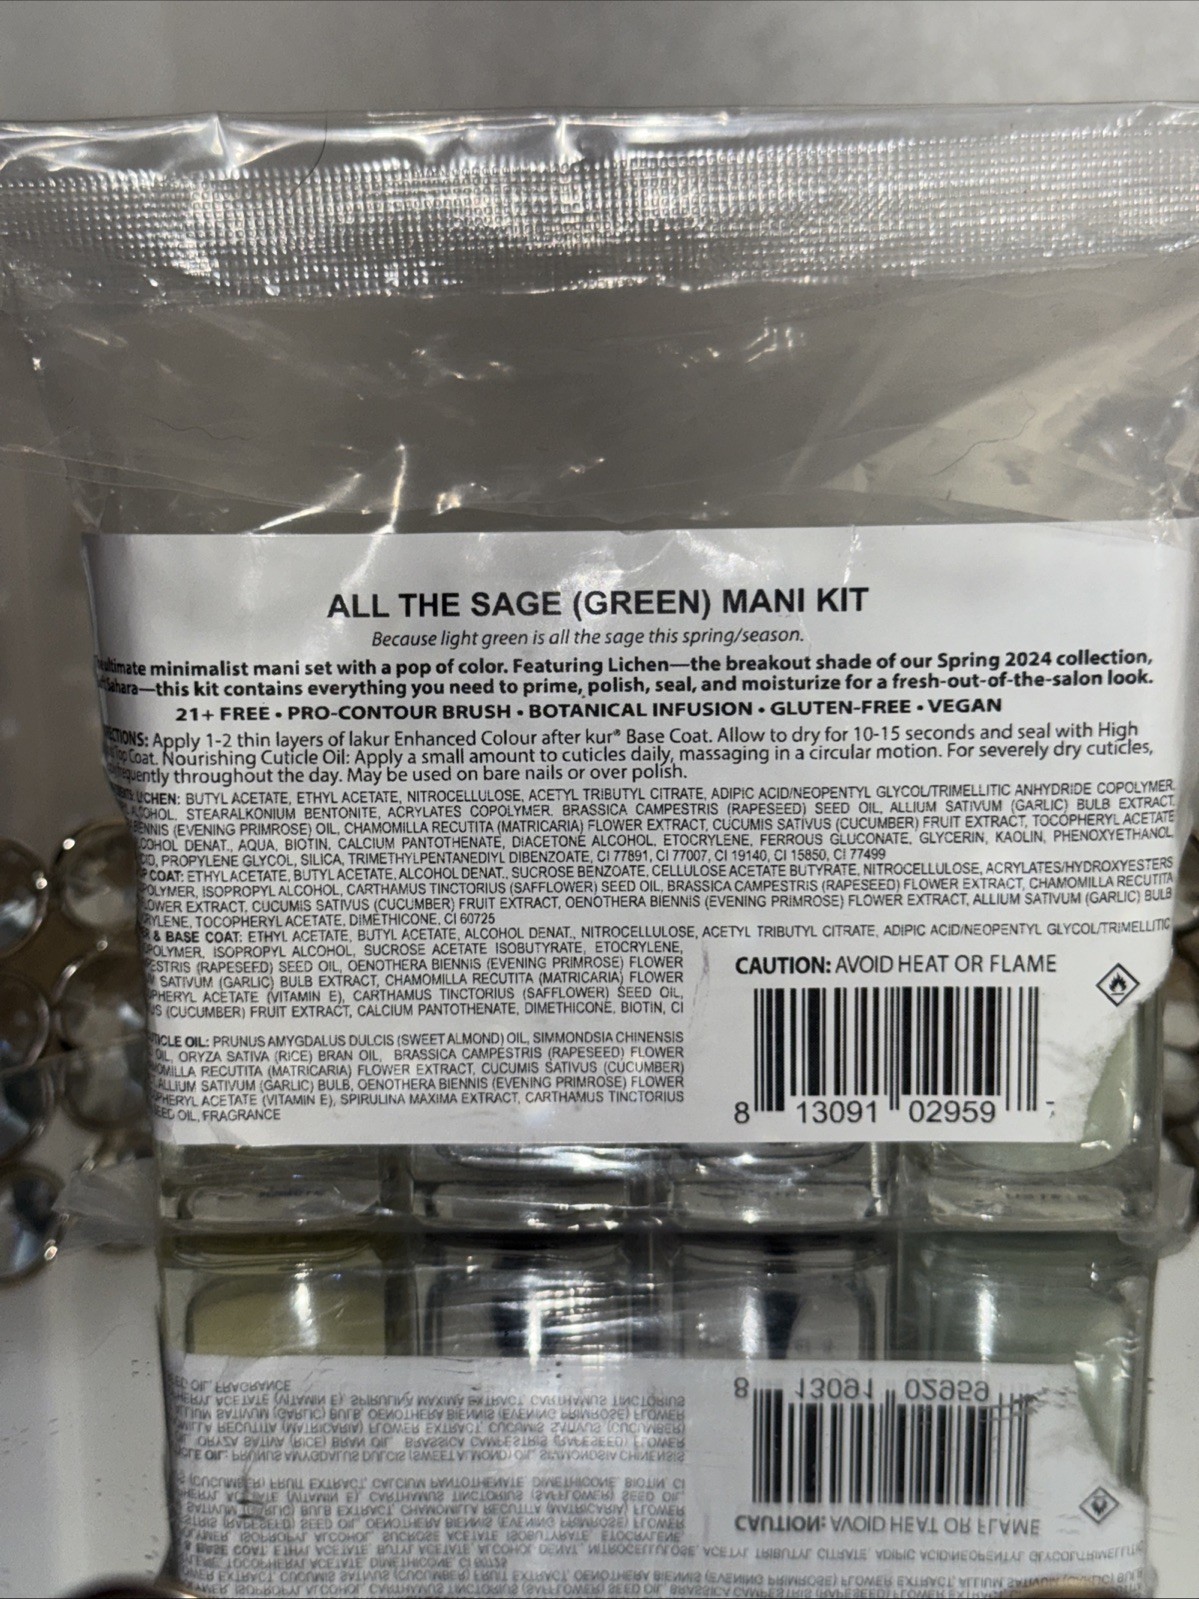 ALL THE SAGE (GREEN) MANI KIT
Because light green is all the sage this spring/season.
ultimate minimalist mani set with a pop of color. Featuring Lichen—the breakout shade of our Spring 2024 collection,
Sahara—this kit contains everything you need to prime, polish, seal, and moisturize for a fresh-out-of-the-salon look.
21+ FREE • PRO-CONTOUR BRUSH • BOTANICAL INFUSION • GLUTEN-FREE • VEGAN
TIONS: Apply 1-2 thin layers of lakur Enhanced Colour after kur® Base Coat. Allow to dry for 10-15 seconds and seal with High
Top Coat. Nourishing Cuticle Oil: Apply a small amount to cuticles daily, massaging in a circular motion. For severely dry cuticles,
frequently throughout the day. May be used on bare nails or over polish.
LICHEN: BUTYL ACETATE, ETHYL ACETATE, NITROCELLULOSE, ACETYL TRIBUTYL CITRATE, ADIPIC ACID/NEOPENTYL GLYCOL/TRIMELLITIC ANHYDRIDE COPOLYMER,
ALCOHOL, STEARALKONIUM BENTONITE, ACRYLATES COPOLYMER. BRASSICA CAMPESTRIS (RAPESEED) SEED OIL, ALLIUM SATIVUM (GARLIC) BULB EXTRACT,
BIENNIS (EVENING PRIMROSE) OIL, CHAMOMILLA RECUTITA (MATRICARIA) FLOWER EXTRACT, CUCUMIS SATIVUS (CUCUMBER) FRUIT EXTRACT, TOCOPHERYL ACETATE
COHOL DENAT., AQUA, BIOTIN, CALCIUM PANTOTHENATE, DIACETONE ALCOHOL, ETOCRYLENE, FERROUS GLUCONATE, GLYCERIN, KAOLIN, PHENOXYETHANOL,
ID, PROPYLENE GLYCOL, SILICA, TRIMETHYLPENTANEDIYL DIBENZOATE, CI 77891, CI 77007, CI 19140, CI 15850, CI 77499
P COAT: ETHYL ACETATE, BUTYL ACETATE, ALCOHOL DENAT., SUCROSE BENZOATE, CELLULOSE ACETATE BUTYRATE, NITROCELLULOSE, ACRYLATES/HYDROXYESTERS
POLYMER, ISOPROPYL ALCOHOL, CARTHAMUS TINCTORIUS (SAFFLOWER) SEED OIL, BRASSICA CAMPESTRIS (RAPESEED) FLOWER EXTRACT, CHAMOMILLA RECUTITA
LOWER EXTRACT, CUCUMIS SATIVUS (CUCUMBER) FRUIT EXTRACT, OENOTHERA BIENNIS (EVENING PRIMROSE) FLOWER EXTRACT, ALLIUM SATIVUM (GARLIC) BULB
RYLENE, TOCOPHERYL ACETATE, DIMETHICONE, CI 60725
R & BASE COAT: ETHYL ACETATE, BUTYL ACETATE, ALCOHOL DENAT., NITROCELLULOSE, ACETYL TRIBUTYL CITRATE, ADIPIC ACID/NEOPENTYL GLYCOL/TRIMELLITIC
POLYMER, ISOPROPYL ALCOHOL, SUCROSE ACETATE ISOBUTYRATE, ETOCRYLENE,
ESTRIS (RAPESEED) SEED OIL, OENOTHERA BIENNIS (EVENING PRIMROSE) FLOWER
M SATIVUM (GARLIC) BULB EXTRACT, CHAMOMILLA RECUTITA (MATRICARIA) FLOWER
PHERYL ACETATE (VITAMIN E), CARTHAMUS TINCTORIUS (SAFFLOWER) SEED OIL,
US (CUCUMBER) FRUIT EXTRACT, CALCIUM PANTOTHENATE, DIMETHICONE, BIOTIN, CI
TICLE OIL: PRUNUS AMYGDALUS DULCIS (SWEET ALMOND) OIL, SIMMONDSIA CHINENSIS
OIL, ORYZA SATIVA (RICE) BRAN OIL, BRASSICA CAMPESTRIS (RAPESEED) FLOWER
OMILLA RECUTITA (MATRICARIA) FLOWER EXTRACT, CUCUMIS SATIVUS (CUCUMBER)
ALLIUM SATIVUM (GARLIC) BULB, OENOTHERA BIENNIS (EVENING PRIMROSE) FLOWER
PHERYL ACETATE (VITAMIN E), SPIRULINA MAXIMA EXTRACT, CARTHAMUS TINCTORIUS
EED OIL, FRAGRANCE
CAUTION: AVOID HEAT OR FLAME
8 13091 02959